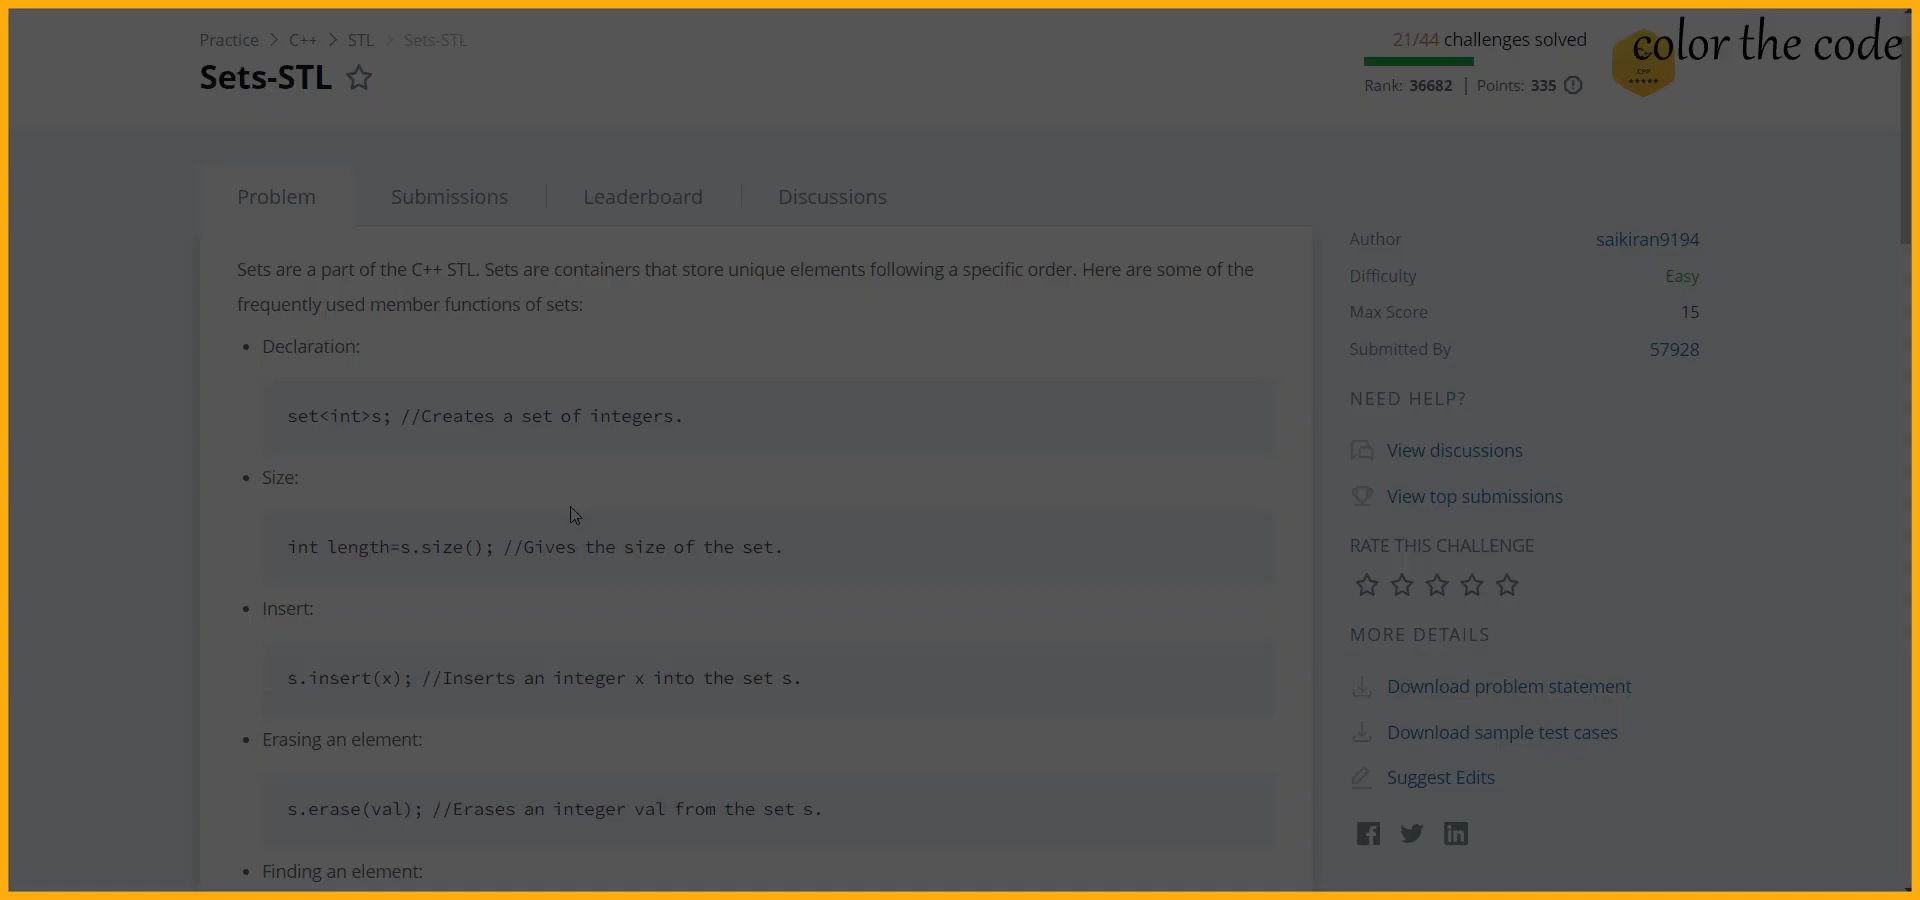 Practice > C++ > STL > Sets-STL
Sets-STL
21/44 challenges solved
Rank: 36682 | Points: 335
CPP
color the code
Problem
Submissions
Leaderboard
Discussions
Sets are a part of the C++ STL. Sets are containers that store unique elements following a specific order. Here are some of the
frequently used member functions of sets:
• Declaration:
set<int>s; //Creates a set of integers.
• Size:
int length=s.size(); //Gives the size of the set.
• Insert:
s.insert(x); //Inserts an integer x into the set s.
• Erasing an element:
s.erase(val); //Erases an integer val from the set s.
• Finding an element:
Author saikiran9194
Difficulty Easy
Max Score 15
Submitted By 57928
NEED HELP?
View discussions
View top submissions
RATE THIS CHALLENGE
MORE DETAILS
Download problem statement
Download sample test cases
Suggest Edits